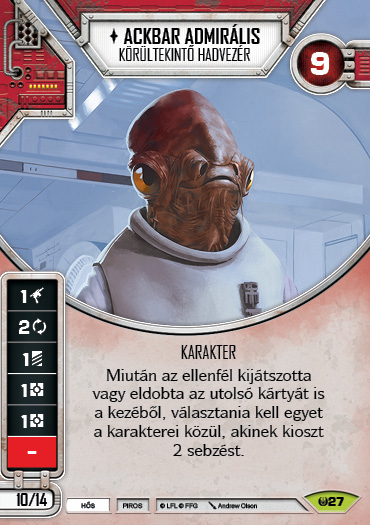 ACKBAR ADMIRÁLIS
KÖRÜLTEKINTŐ HADVEZÉR
9
1
2
1
1
1
-
KARAKTER
Miután az ellenfél kijátszotta
vagy eldobta az utolsó kártyát is
a kezéből, választania kell egyet
a karakterei közül, akinek kioszt
2 sebzést.
10/14
HŐS
PIROS
© LFL © FFG
Andrew Olson
27